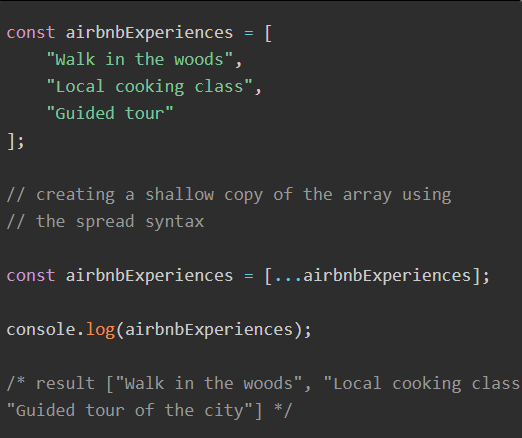 const airbnbExperiences = [
    "Walk in the woods",
    "Local cooking class",
    "Guided tour"
];
// creating a shallow copy of the array using
// the spread syntax
const airbnbExperiences = [...airbnbExperiences];
console.log(airbnbExperiences);
/* result ["Walk in the woods", "Local cooking class
"Guided tour of the city"] */